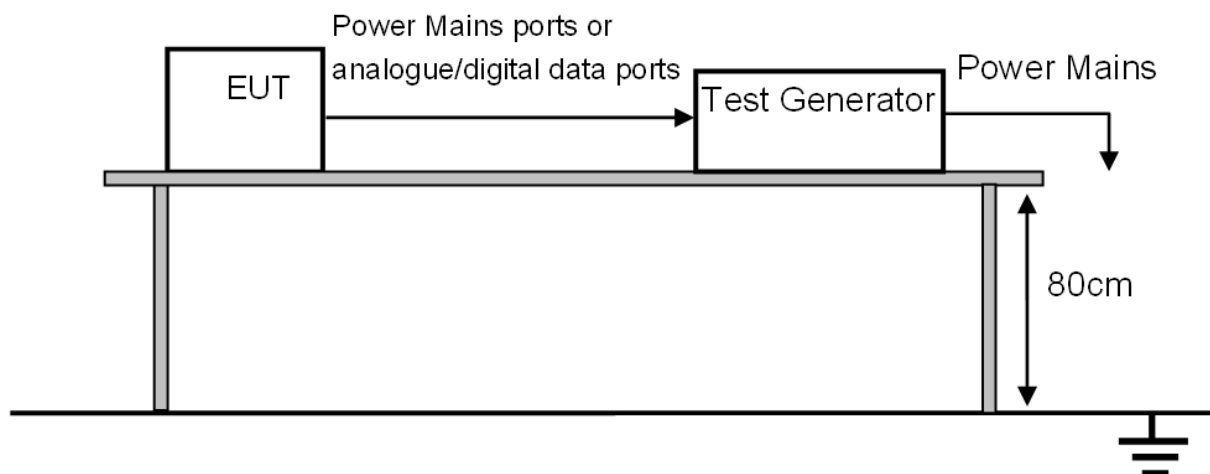 Power Mains ports or
analogue/digital data ports
EUT
Test Generator
Power Mains
80cm